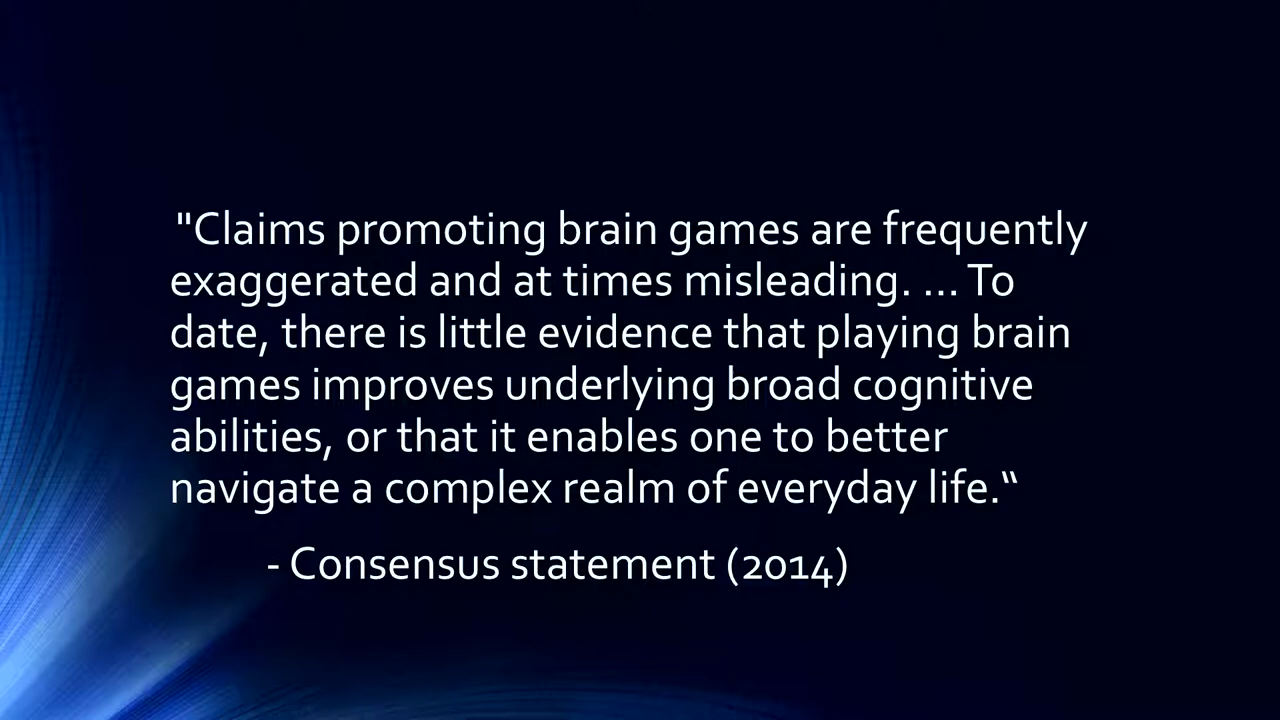 "Claims promoting brain games are frequently
exaggerated and at times misleading. ... To
date, there is little evidence that playing brain
games improves underlying broad cognitive
abilities, or that it enables one to better
navigate a complex realm of everyday life.“
- Consensus statement (2014)